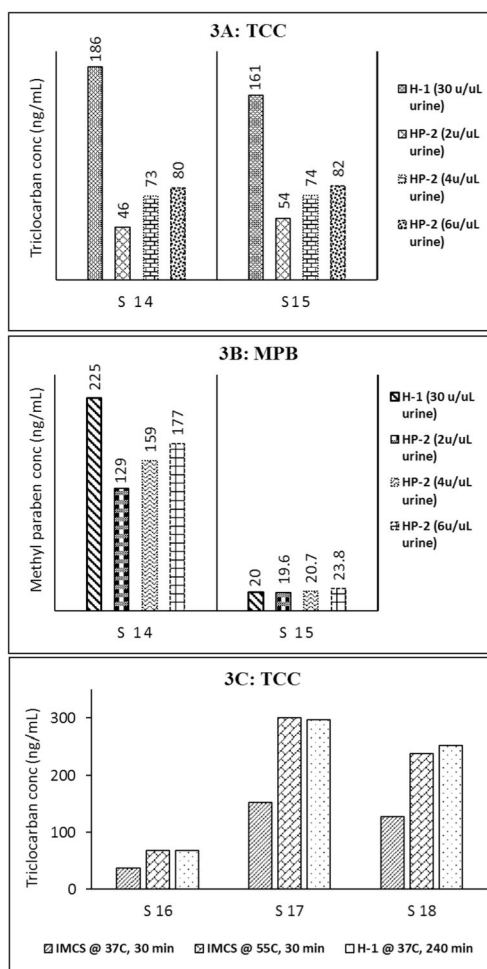 3A: TCC
Triclocarban conc (ng/mL)
186
46
73
80
161
54
74
82
S 14
S15
H-1 (30 u/uL
urine)
HP-2 (2u/uL
urine)
HP-2 (4u/uL
urine)
HP-2 (6u/uL
urine)
3B: MPB
Methyl paraben conc (ng/mL)
225
129
159
177
20
19.6
20.7
23.8
S 14
S 15
H-1 (30 u/uL
urine)
HP-2 (2u/uL
urine)
HP-2 (4u/uL
urine)
HP-2 (6u/uL
urine)
3C: TCC
Triclocarban conc (ng/mL)
300
200
100
0
S 16
S 17
S 18
IMCS @ 37C, 30 min
IMCS @ 55C, 30 min
H-1 @ 37C, 240 min